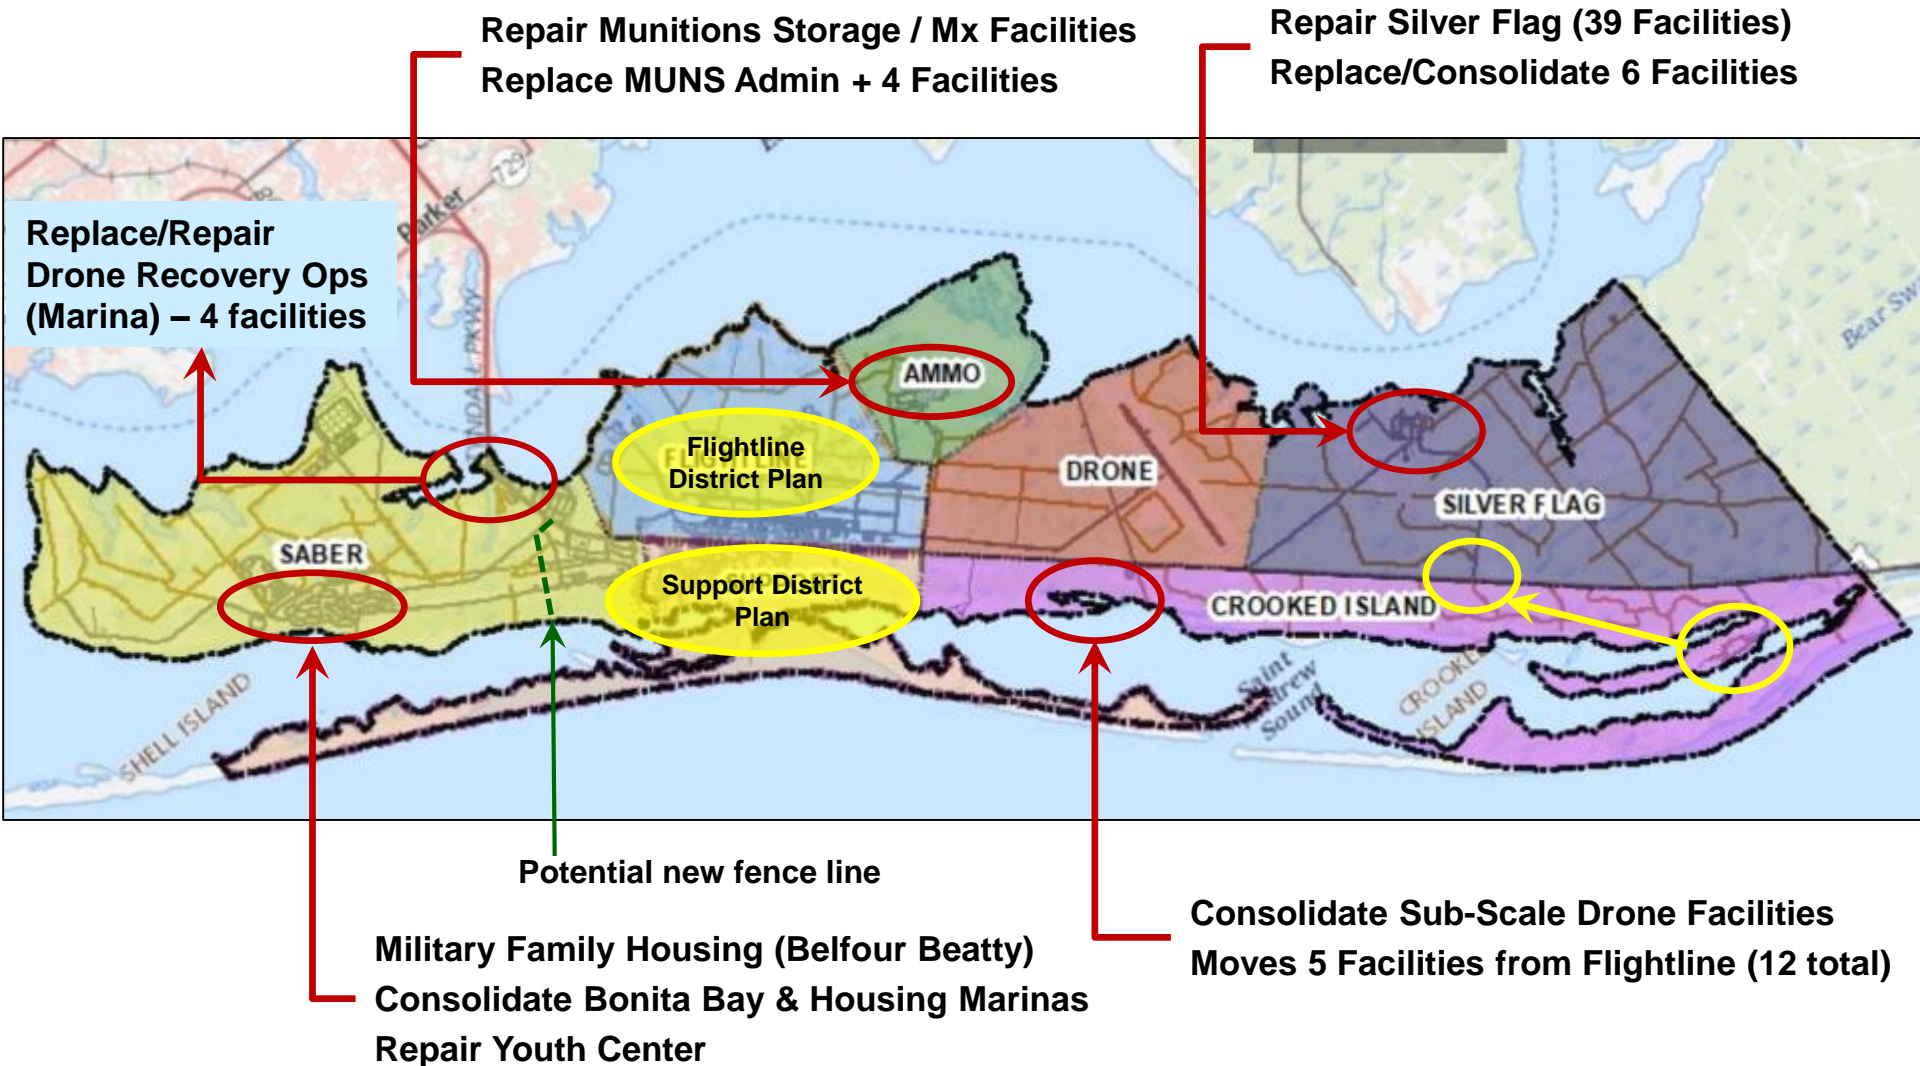 Repair Munitions Storage / Mx Facilities
Replace MUNS Admin + 4 Facilities
Repair Silver Flag (39 Facilities)
Replace/Consolidate 6 Facilities
Replace/Repair
Drone Recovery Ops
(Marina) – 4 facilities
Parker
729
AMMO
Flightline
District Plan
DRONE
SILVER FLAG
SABER
Support District
Plan
CROOKED ISLAND
SHELL ISLAND
Saint
Sound
ISLAND
Bear
Potential new fence line
Military Family Housing (Belfour Beatty)
Consolidate Bonita Bay & Housing Marinas
Repair Youth Center
Consolidate Sub-Scale Drone Facilities
Moves 5 Facilities from Flightline (12 total)